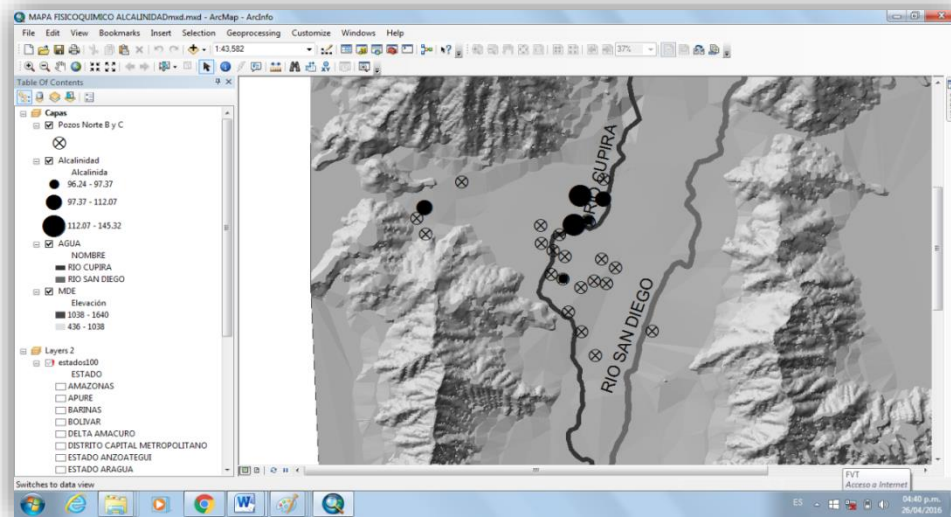 MAPA FISICOQUIMICO ALCALINIDADmxd.mxd - ArcMap - ArcInfo
File Edit View Bookmarks Insert Selection Geoprocessing Customize Windows Help
1:43.582
37%
Table Of Contents
Capas
Pozos Norte B y C
Alcalinidad
Alcalinida
96.24 - 97.37
97.37 - 112.07
112.07 - 145.32
AGUA
NOMBRE
RIO CUPIRA
RIO SAN DIEGO
MDE
Elevación
1038 - 1640
436 - 1038
Layers 2
estados100
ESTADO
AMAZONAS
APURE
BARINAS
BOLIVAR
DELTA AMACURO
DISTRITO CAPITAL METROPOLITANO
ESTADO ANZOATEGUI
ESTADO ARAGUA
RIO CUPIRA
RIO SAN DIEGO
Switches to data view
FVT
Acceso a Internet
ES
04:40 p.m.
26/04/2016